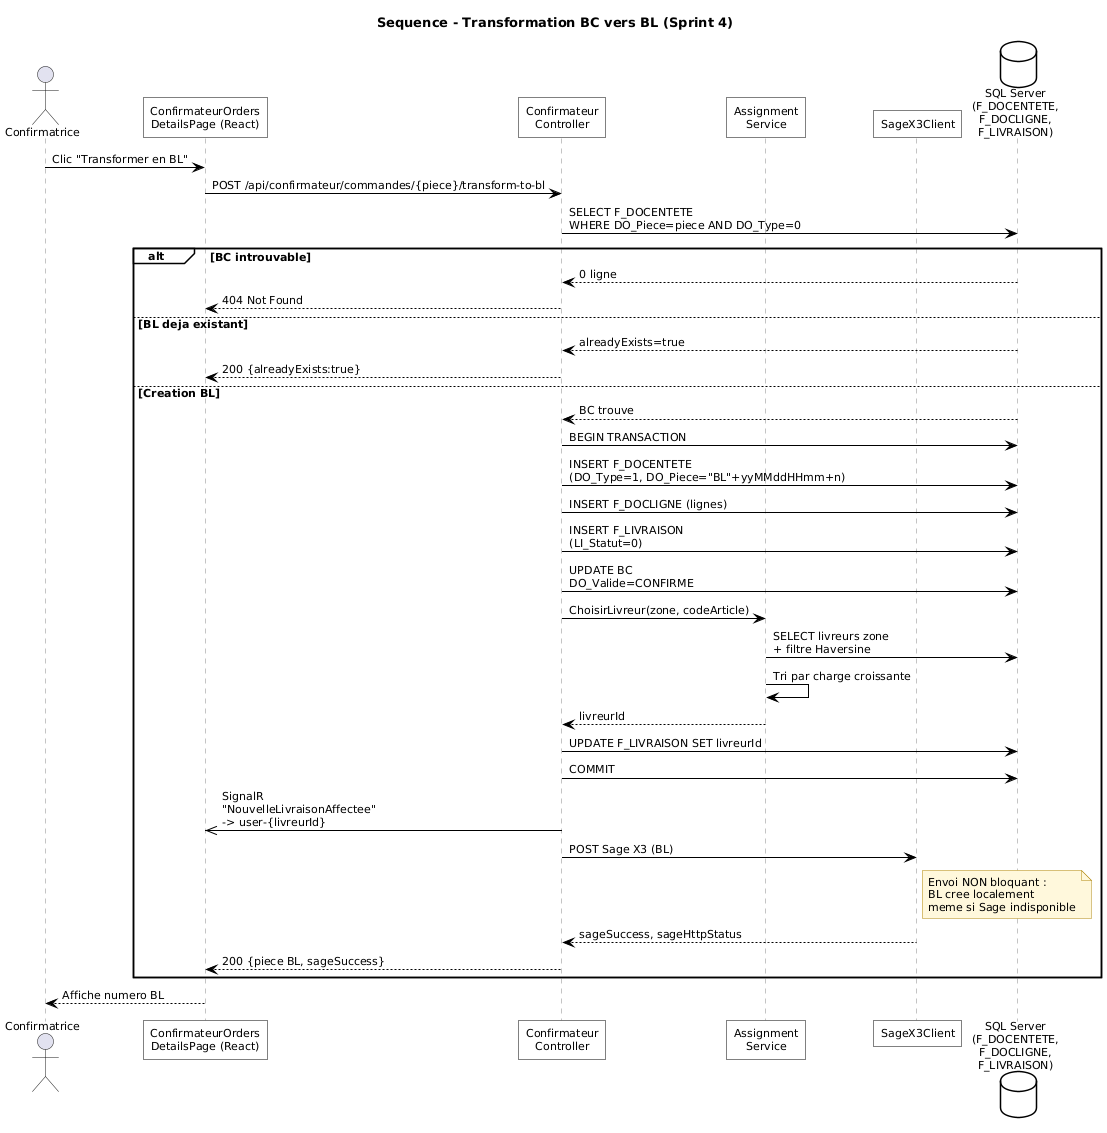 Sequence - Transformation BC vers BL (Sprint 4)
Confirmatrice
ConfirmateurOrders
DetailsPage (React)
Confirmateur
Controller
Assignment
Service
SageX3Client
SQL Server
(F_DOCENTETE,
F_DOCLIGNE,
F_LIVRAISON)
Clic "Transformer en BL"
POST /api/confirmateur/commandes/{piece}/transform-to-bl
SELECT F_DOCENTETE
WHERE DO_Piece=piece AND DO_Type=0
alt
[BC introuvable]
0 ligne
404 Not Found
[BL deja existant]
alreadyExists=true
200 {alreadyExists:true}
[Creation BL]
BC trouve
BEGIN TRANSACTION
INSERT F_DOCENTETE
(DO_Type=1, DO_Piece="BL"+yyMMddHHmm+n)
INSERT F_DOCLIGNE (lignes)
INSERT F_LIVRAISON
(LI_Statut=0)
UPDATE BC
DO_Valide=CONFIRME
ChoisirLivreur(zone, codeArticle)
SELECT livreurs zone
+ filtre Haversine
Tri par charge croissante
livreurId
UPDATE F_LIVRAISON SET livreurId
COMMIT
SignalR
"NouvelleLivraisonAffectee"
-> user-{livreurId}
POST Sage X3 (BL)
Envoi NON bloquant :
BL cree localement
meme si Sage indisponible
sageSuccess, sageHttpStatus
200 {piece BL, sageSuccess}
Affiche numero BL
Confirmatrice
ConfirmateurOrders
DetailsPage (React)
Confirmateur
Controller
Assignment
Service
SageX3Client
SQL Server
(F_DOCENTETE,
F_DOCLIGNE,
F_LIVRAISON)